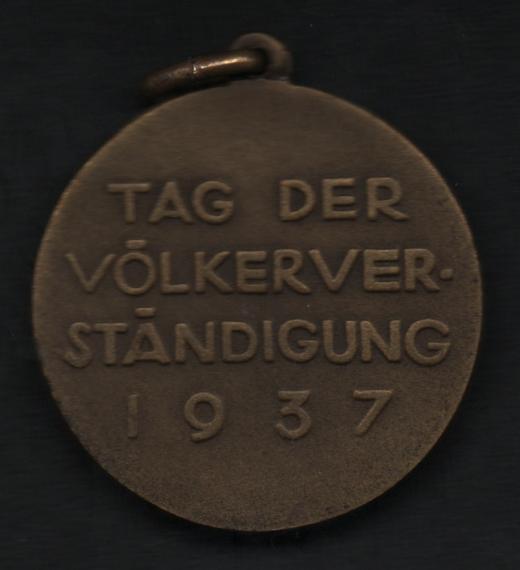 TAG DER
VÖLKERVER-
STÄNDIGUNG
1937